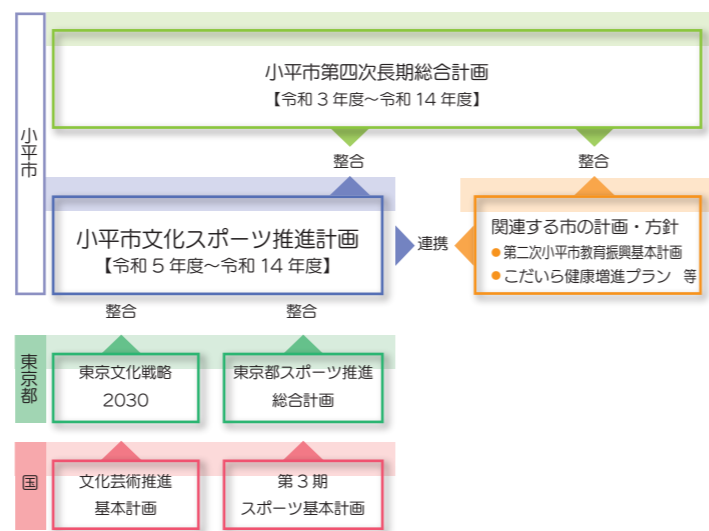 小平市
小平市第四次長期総合計画
【令和3年度～令和14年度】
整合
整合
小平市文化スポーツ推進計画
【令和5年度～令和14年度】
連携
関連する市の計画・方針
●第二次小平市教育振興基本計画
●こだいら健康増進プラン 等
整合
整合
東京都
東京文化戦略
2030
東京都スポーツ推進
総合計画
国
文化芸術推進
基本計画
第3期
スポーツ基本計画